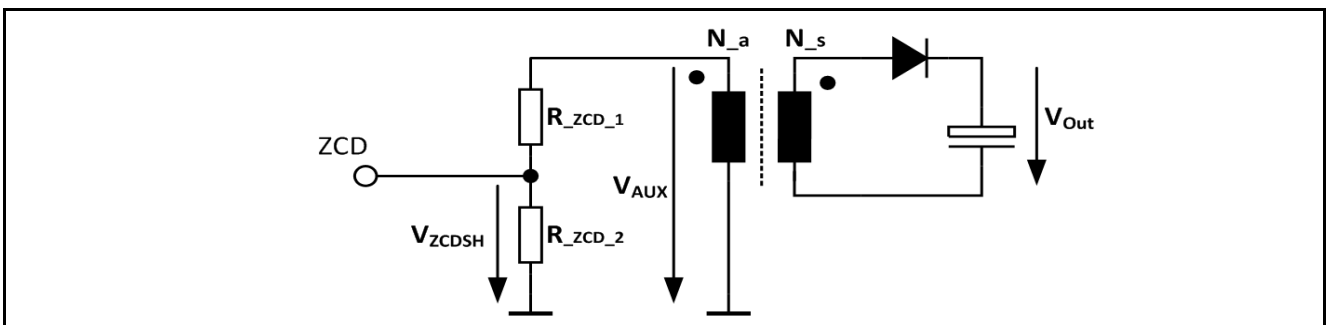 N_a
N_s
R_ZCD_1
ZCD
V_Out
V_AUX
V_ZCDSH
R_ZCD_2